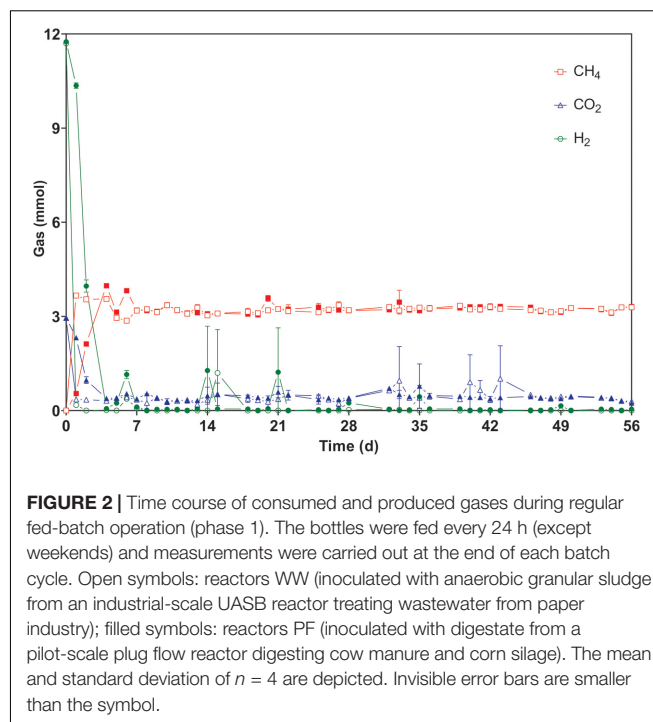 12
9
6
3
0
Gas (mmol)
CH4
CO2
H2
0 7 14 21 28 35 42 49 56
Time (d)
FIGURE 2 | Time course of consumed and produced gases during regular
fed-batch operation (phase 1). The bottles were fed every 24 h (except
weekends) and measurements were carried out at the end of each batch
cycle. Open symbols: reactors WW (inoculated with anaerobic granular sludge
from an industrial-scale UASB reactor treating wastewater from paper
industry); filled symbols: reactors PF (inoculated with digestate from a
pilot-scale plug flow reactor digesting cow manure and corn silage). The mean
and standard deviation of n = 4 are depicted. Invisible error bars are smaller
than the symbol.